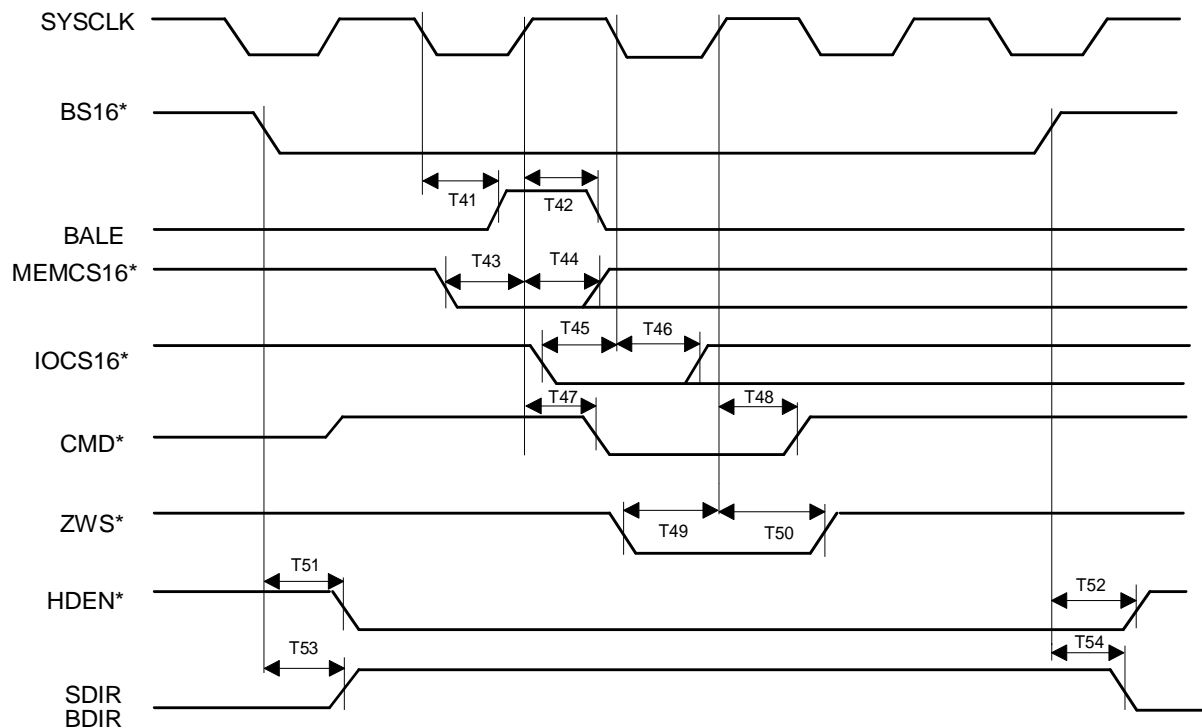 SYSCLK
BS16*
T41
T42
BALE
T43
T44
MEMCS16*
T45
T46
IOCS16*
T47
T48
CMD*
ZWS*
T49
T50
T51
T52
HDEN*
T53
T54
SDIR
BDIR